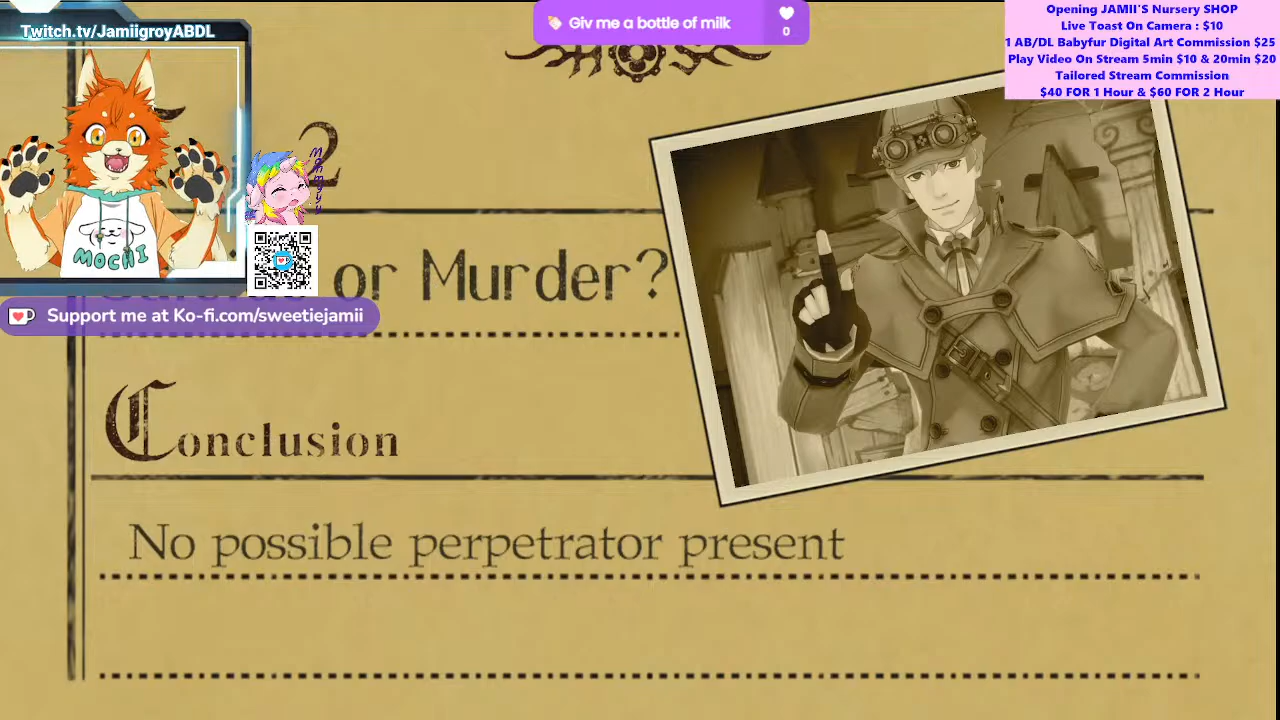 Twitch.tv/JamiigroyABDL
Giv me a bottle of milk
0
Opening JAMII'S Nursery SHOP
Live Toast On Camera : $10
1 AB/DL Babyfur Digital Art Commission $25
Play Video On Stream 5min $10 & 20min $20
Tailored Stream Commission
$40 FOR 1 Hour & $60 FOR 2 Hour
2
MOCHI
or Murder?
Support me at Ko-fi.com/sweetiejamii
Conclusion
No possible perpetrator present